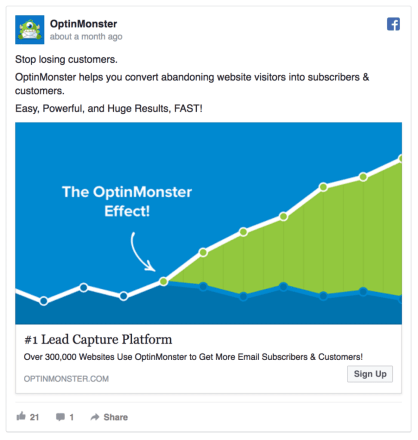 OptinMonster
about a month ago
Stop losing customers.
OptinMonster helps you convert abandoning website visitors into subscribers &
customers.
Easy, Powerful, and Huge Results, FAST!
The OptinMonster
Effect!
#1 Lead Capture Platform
Over 300,000 Websites Use OptinMonster to Get More Email Subscribers & Customers!
OPTINMONSTER.COM
Sign Up
21 1 Share